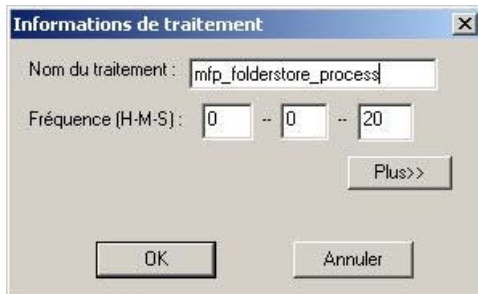 Informations de traitement
Nom du traitement : mfp_folderstore_process
Fréquence (H-M-S) : 0 -- 0 -- 20
Plus>>
OK Annuler